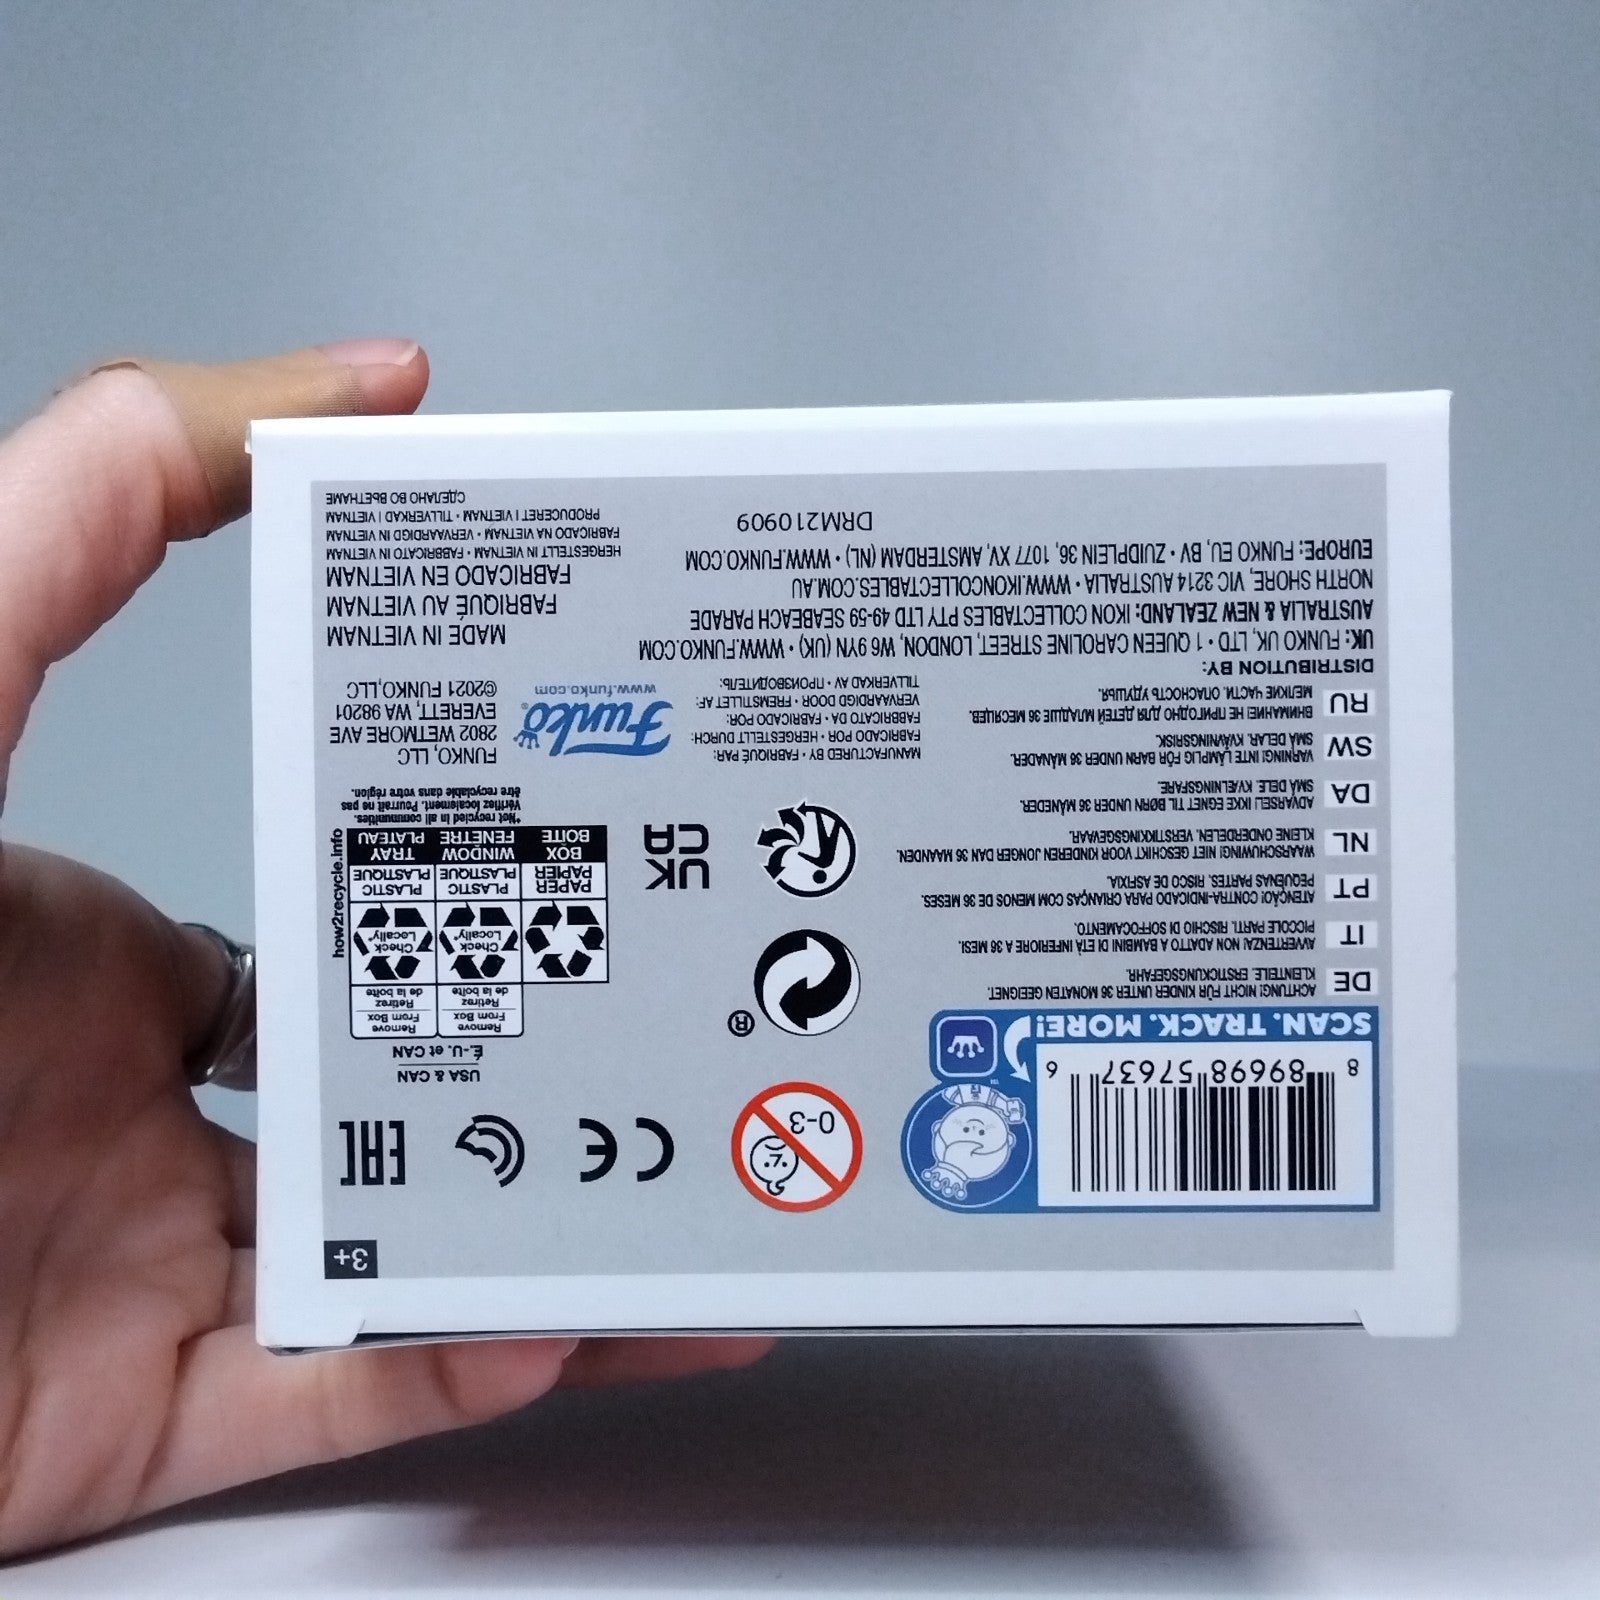 3+
8 89698 57637 6
SCAN. TRACK. MORE!
0-3
CE
EAC
USA & CAN
É.-U. et CAN
Remove From Box
Retirez de la boîte
Remove From Box
Retirez de la boîte
Check Locally*
Check Locally*
PAPER
PAPIER
PLASTIC
PLASTIQUE
PLASTIC
PLASTIQUE
BOX
BOÎTE
WINDOW
FENÊTRE
TRAY
PLATEAU
how2recycle.info
*Not recycled in all communities.
Vérifiez localement. Pourrait ne pas
être recyclable dans votre région.
®
UK
CA
DE ACHTUNG! NICHT FÜR KINDER UNTER 36 MONATEN GEEIGNET.
KLEINTEILE. ERSTICKUNGSGEFAHR.
IT AVVERTENZA! NON ADATTO A BAMBINI DI ETÀ INFERIORE A 36 MESI.
PICCOLE PARTI. RISCHIO DI SOFFOCAMENTO.
PT ATENÇÃO! CONTRA-INDICADO PARA CRIANÇAS COM MENOS DE 36 MESES.
PEQUENAS PARTES. RISCO DE ASFIXIA.
NL WAARSCHUWING! NIET GESCHIKT VOOR KINDEREN JONGER DAN 36 MAANDEN.
KLEINE ONDERDELEN. VERSTIKKINGSGEVAAR.
DA ADVARSEL! IKKE EGNET TIL BØRN UNDER 36 MÅNEDER.
SMÅ DELE. KVÆLNINGSFARE.
SW VARNING! INTE LÄMPLIG FÖR BARN UNDER 36 MÅNADER.
SMÅ DELAR. KVÄVNINGSRISK.
RU ВНИМАНИЕ! НЕ ПРИГОДНО ДЛЯ ДЕТЕЙ МЛАДШЕ 36 МЕСЯЦЕВ.
МЕЛКИЕ ЧАСТИ. ОПАСНОСТЬ УДУШЬЯ.
MANUFACTURED BY • FABRIQUÉ PAR:
FABRICADO POR • HERGESTELLT DURCH:
FABBRICATO DA • FABRICADO POR:
VERVAARDIGD DOOR • FREMSTILLET AF:
TILLVERKAD AV • ПРОИЗВОДИТЕЛЬ:
Funko®
www.funko.com
FUNKO, LLC
2802 WETMORE AVE
EVERETT, WA 98201
©2021 FUNKO,LLC
DISTRIBUTION BY:
UK: FUNKO UK, LTD • 1 QUEEN CAROLINE STREET, LONDON, W6 9YN (UK) • WWW.FUNKO.COM
AUSTRALIA & NEW ZEALAND: IKON COLLECTABLES PTY LTD 49-59 SEABEACH PARADE
NORTH SHORE, VIC 3214 AUSTRALIA • WWW.IKONCOLLECTABLES.COM.AU
EUROPE: FUNKO EU, BV • ZUIDPLEIN 36, 1077 XV, AMSTERDAM (NL) • WWW.FUNKO.COM
DRM210909
MADE IN VIETNAM
FABRIQUÉ AU VIETNAM
FABRICADO EN VIETNAM
HERGESTELLT IN VIETNAM • FABBRICATO IN VIETNAM
FABRICADO NA VIETNAM • VERVAARDIGD IN VIETNAM
PRODUCERET I VIETNAM • TILLVERKAD I VIETNAM
СДЕЛАНО ВО ВЬЕТНАМЕ